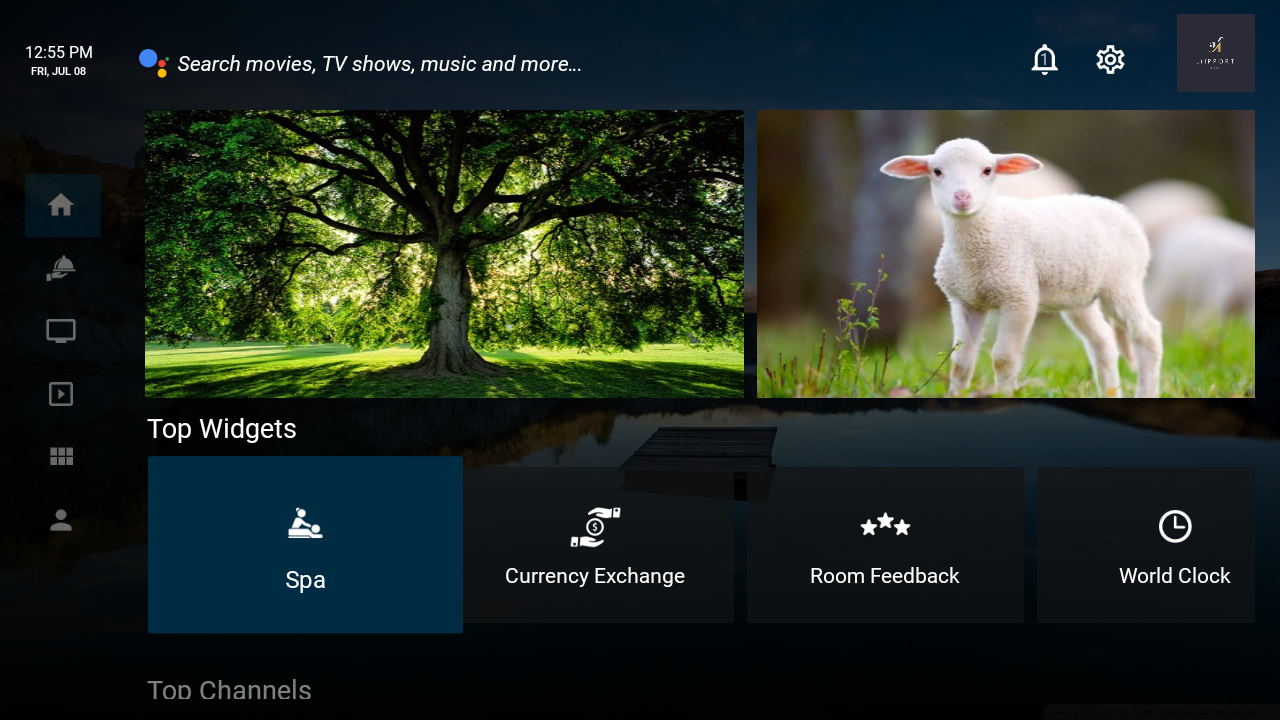 12:55 PM
FRI, JUL 08
Search movies, TV shows, music and more...
1
Top Widgets
Spa
$
Currency Exchange
Room Feedback
World Clock
Top Channels